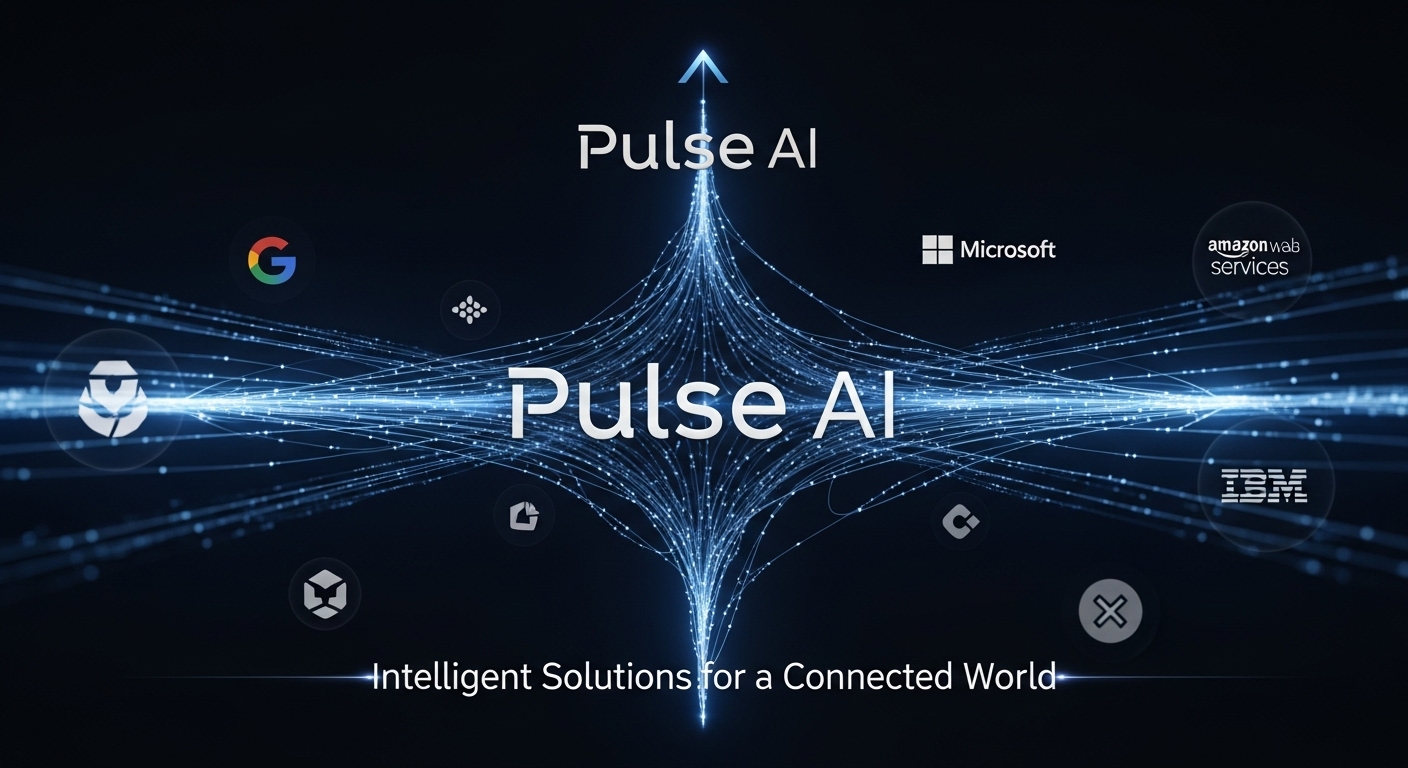 Pulse AI
Microsoft
amazon wab
services
Pulse AI
IBM
Intelligent Solutions for a Connected World